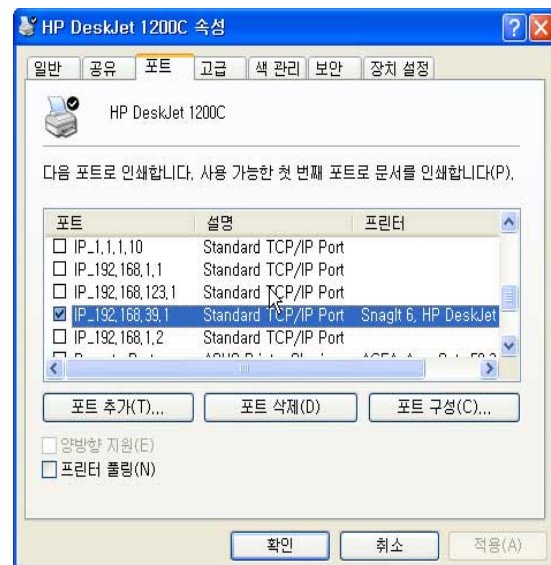 HP DeskJet 1200C 속성
일반 공유 포트 고급 색 관리 보안 장치 설정
HP DeskJet 1200C
다음 포트로 인쇄합니다. 사용 가능한 첫 번째 포트로 문서를 인쇄합니다(P).
포트 설명 프린터
IP_1.1.1.10 Standard TCP/IP Port
IP_192.168.1.1 Standard TCP/IP Port
IP_192.168.123.1 Standard TCP/IP Port
IP_192.168.39.1 Standard TCP/IP Port SnagIt 6, HP DeskJet
IP_192.168.1.2 Standard TCP/IP Port
포트 추가(T)... 포트 삭제(D) 포트 구성(C)...
양방향 지원(E)
프린터 풀링(N)
확인 취소 적용(A)